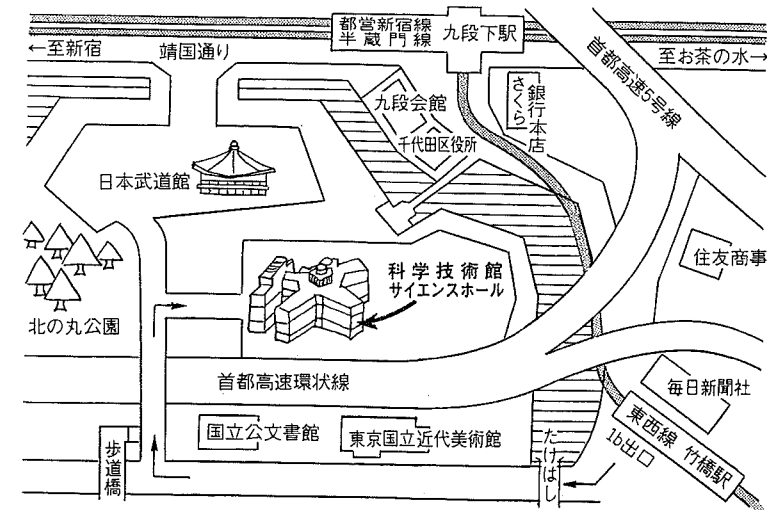 都営新宿線
半蔵門線
九段下駅
←至新宿
靖国通り
首都高速5号線
至お茶の水→
九段会館
千代田区役所
さくら
銀行本店
日本武道館
住友商事
科学技術館
サイエンスホール
北の丸公園
首都高速環状線
毎日新聞社
国立公文書館
東京国立近代美術館
東西線 竹橋駅
1b出口
たけはし
歩道橋